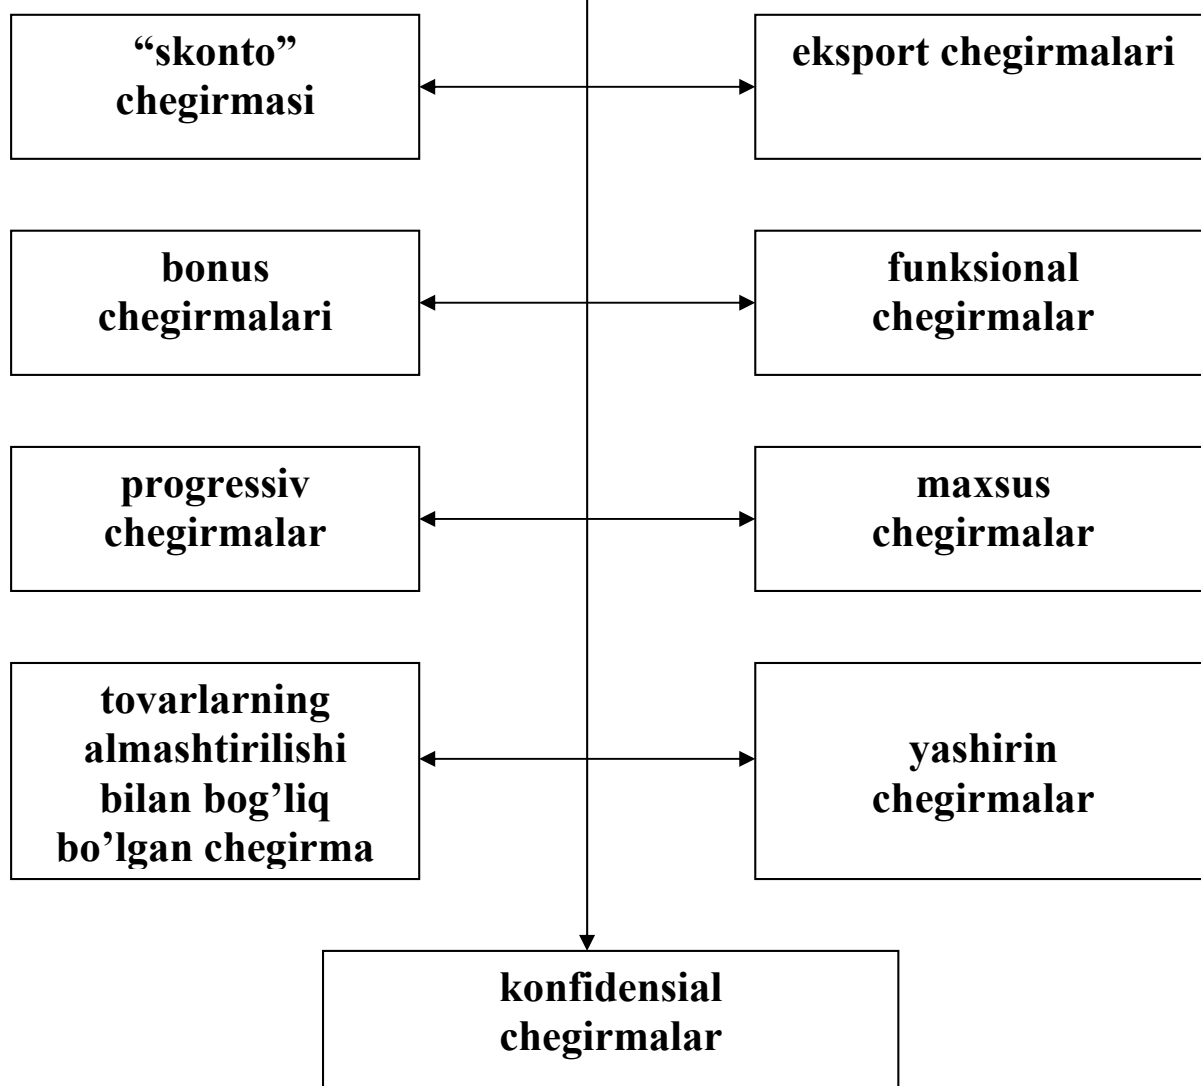 “skonto”
chegirmasi
eksport chegirmalari
bonus
chegirmalari
funksional
chegirmalar
progressiv
chegirmalar
maxsus
chegirmalar
tovarlarning
almashtirilishi
bilan bog’liq
bo’lgan chegirma
yashirin
chegirmalar
konfidensial
chegirmalar